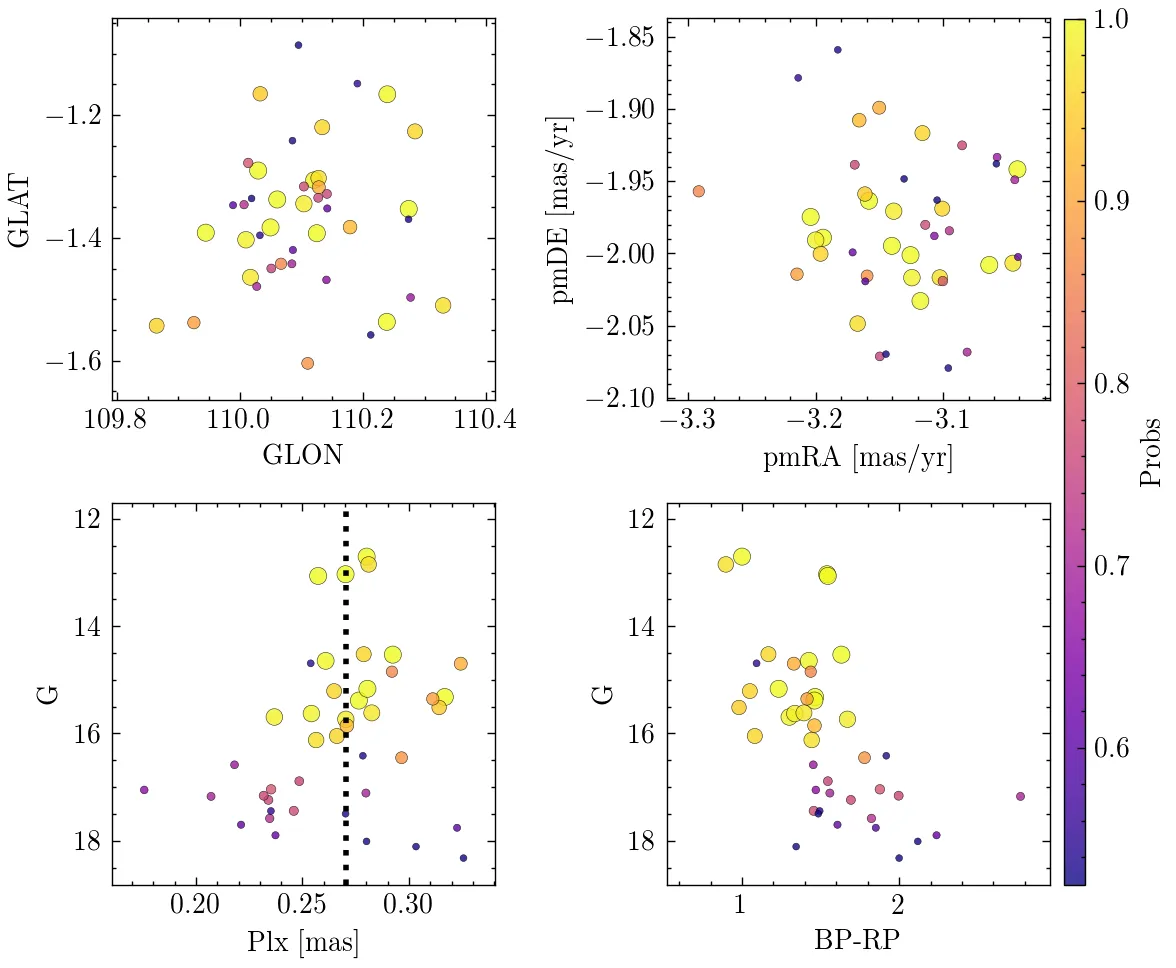 −1.2
−1.4
−1.6
GLAT
109.8 110.0 110.2 110.4
GLON
−1.85
−1.90
−1.95
−2.00
−2.05
−2.10
pmDE [mas/yr]
−3.3 −3.2 −3.1
pmRA [mas/yr]
12
14
16
18
G
0.20 0.25 0.30
Plx [mas]
12
14
16
18
G
1 2
BP-RP
1.0
0.9
0.8
0.7
0.6
Probs